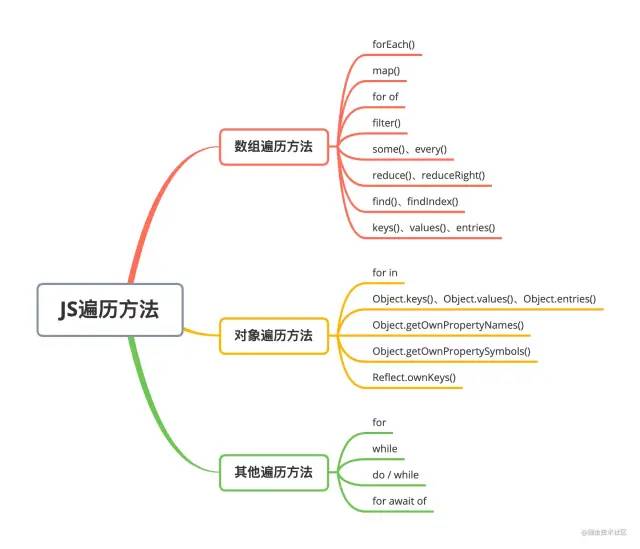 JS遍历方法
数组遍历方法
forEach()
map()
for of
filter()
some()、every()
reduce()、reduceRight()
find()、findIndex()
keys()、values()、entries()
对象遍历方法
for in
Object.keys()、Object.values()、Object.entries()
Object.getOwnPropertyNames()
Object.getOwnPropertySymbols()
Reflect.ownKeys()
其他遍历方法
for
while
do / while
for await of
@掘金技术社区